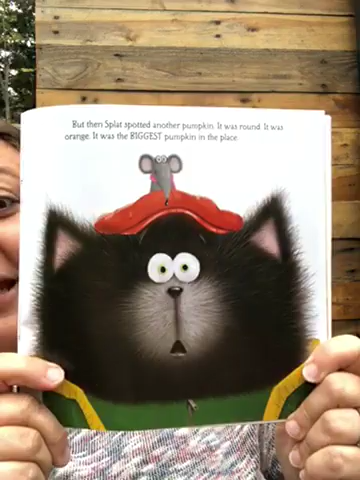 But then Splat spotted another pumpkin. It was round. It was
orange. It was the BIGGEST pumpkin in the place.